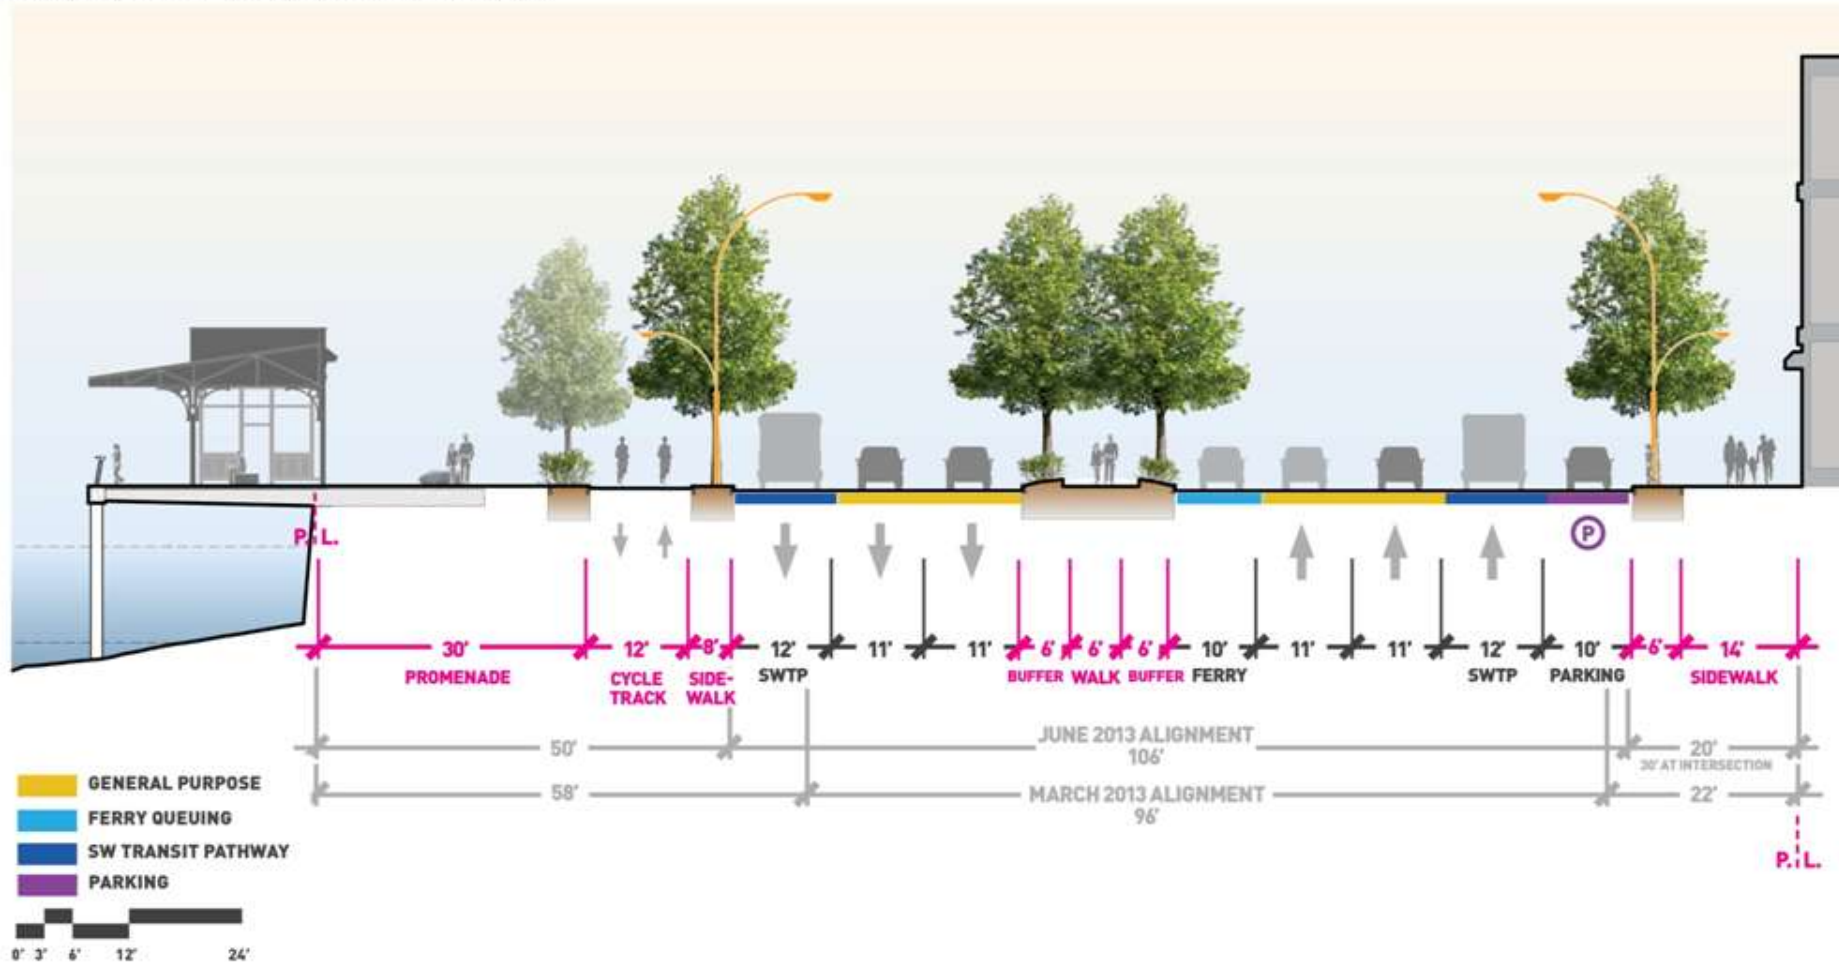 P. L.
P
30' 12' 8' 12' 11' 11' 6' 6' 6' 10' 11' 11' 12' 10' 6' 14'
PROMENADE CYCLE TRACK SIDE-WALK SWTP BUFFER WALK BUFFER FERRY SWTP PARKING SIDEWALK
50' JUNE 2013 ALIGNMENT 20'
106' 30' AT INTERSECTION
58' MARCH 2013 ALIGNMENT 22'
96'
P. L.
GENERAL PURPOSE
FERRY QUEUING
SW TRANSIT PATHWAY
PARKING
0' 3' 6' 12' 24'